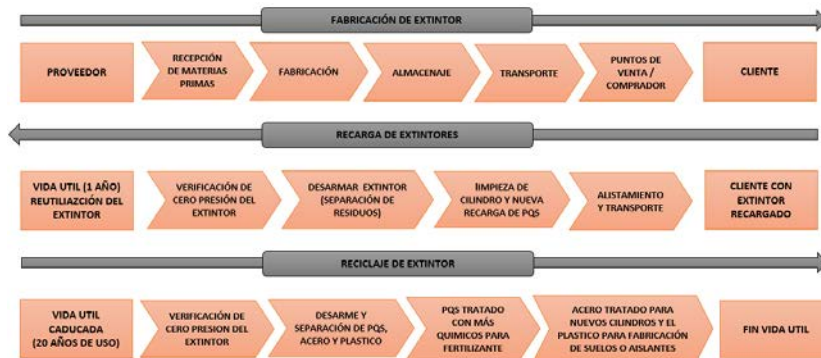 FABRICACIÓN DE EXTINTOR
PROVEEDOR
RECEPCIÓN
DE MATERIAS
PRIMAS
FABRICACIÓN
ALMACENAJE
TRANSPORTE
PUNTOS DE
VENTA /
COMPRADOR
CLIENTE
RECARGA DE EXTINTORES
VIDA UTIL (1 AÑO)
REUTILIAZCIÓN DEL
EXTINTOR
VERIFICACIÓN DE
CERO PRESIÓN DEL
EXTINTOR
DESARMAR EXTINTOR
(SEPARACIÓN DE
RESIDUOS)
lIMPIEZA DE
CILINDRO Y NUEVA
RECARGA DE PQS
ALISTAMIENTO
Y TRANSPORTE
CLIENTE CON
EXTINTOR
RECARGADO
RECICLAJE DE EXTINTOR
VIDA UTIL
CADUCADA
(20 AÑOS DE USO)
VERIFICACIÓN DE
CERO PRESION DEL
EXTINTOR
DESARME Y
SEPARACIÓN DE PQS,
ACERO Y PLASTICO
PQS TRATADO
CON MÁS
QUIMICOS PARA
FERTILIZANTE
ACERO TRATADO PARA
NUEVOS CILINDROS Y EL
PLASTICO PARA FABRICACIÓN
DE SUELOS O AISLANTES
FIN VIDA UTIL